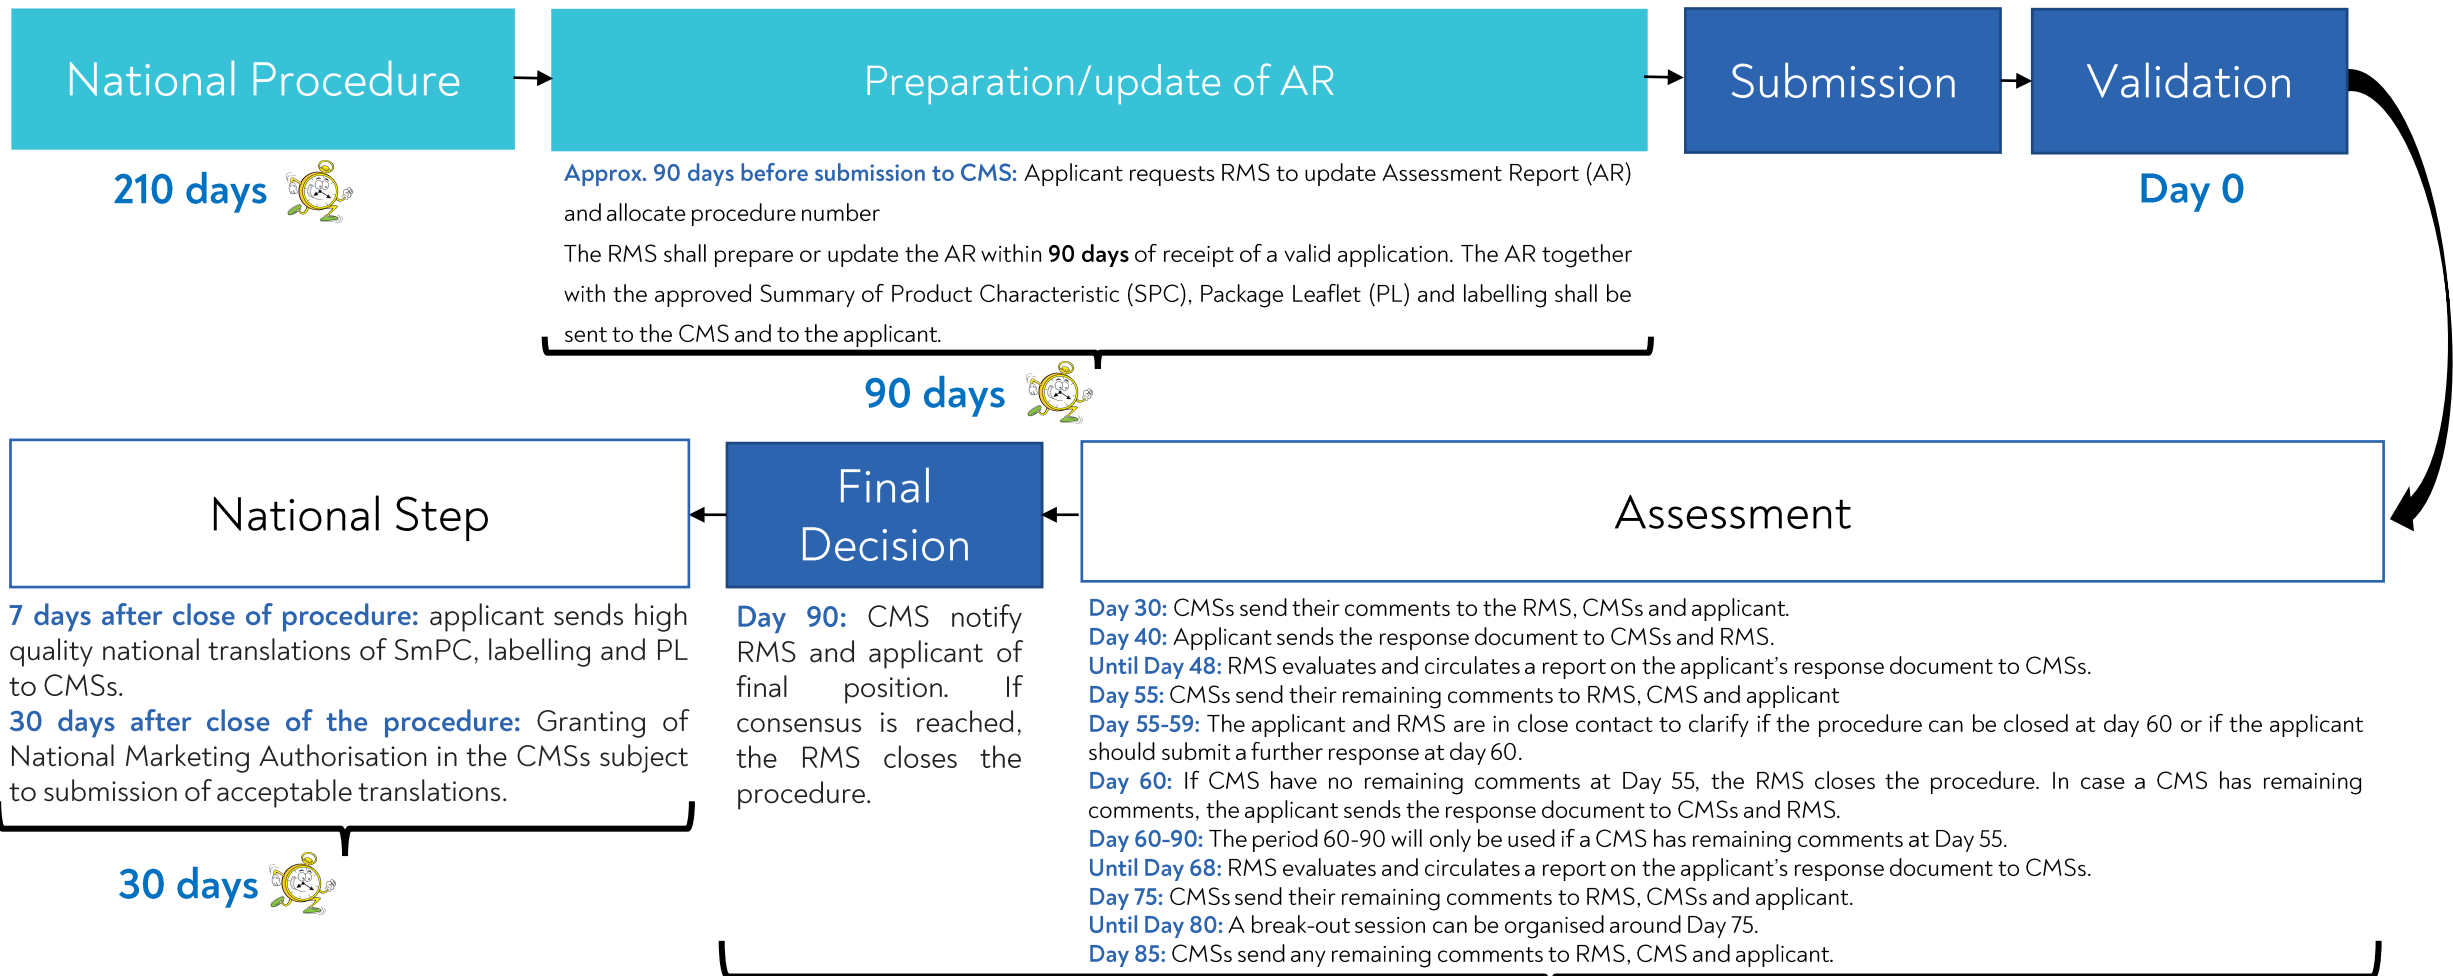 National Procedure
Preparation/update of AR
Submission
Validation
210 days
Approx. 90 days before submission to CMS: Applicant requests RMS to update Assessment Report (AR)
and allocate procedure number
The RMS shall prepare or update the AR within 90 days of receipt of a valid application. The AR together
with the approved Summary of Product Characteristic (SPC), Package Leaflet (PL) and labelling shall be
sent to the CMS and to the applicant.
Day 0
90 days
National Step
Final
Decision
Assessment
7 days after close of procedure: applicant sends high
quality national translations of SmPC, labelling and PL
to CMSs.
30 days after close of the procedure: Granting of
National Marketing Authorisation in the CMSs subject
to submission of acceptable translations.
30 days
Day 90: CMS notify
RMS and applicant of
final position. If
consensus is reached,
the RMS closes the
procedure.
Day 30: CMSs send their comments to the RMS, CMSs and applicant.
Day 40: Applicant sends the response document to CMSs and RMS.
Until Day 48: RMS evaluates and circulates a report on the applicant's response document to CMSs.
Day 55: CMSs send their remaining comments to RMS, CMS and applicant
Day 55-59: The applicant and RMS are in close contact to clarify if the procedure can be closed at day 60 or if the applicant
should submit a further response at day 60.
Day 60: If CMS have no remaining comments at Day 55, the RMS closes the procedure. In case a CMS has remaining
comments, the applicant sends the response document to CMSs and RMS.
Day 60-90: The period 60-90 will only be used if a CMS has remaining comments at Day 55.
Until Day 68: RMS evaluates and circulates a report on the applicant's response document to CMSs.
Day 75: CMSs send their remaining comments to RMS, CMSs and applicant.
Until Day 80: A break-out session can be organised around Day 75.
Day 85: CMSs send any remaining comments to RMS, CMS and applicant.